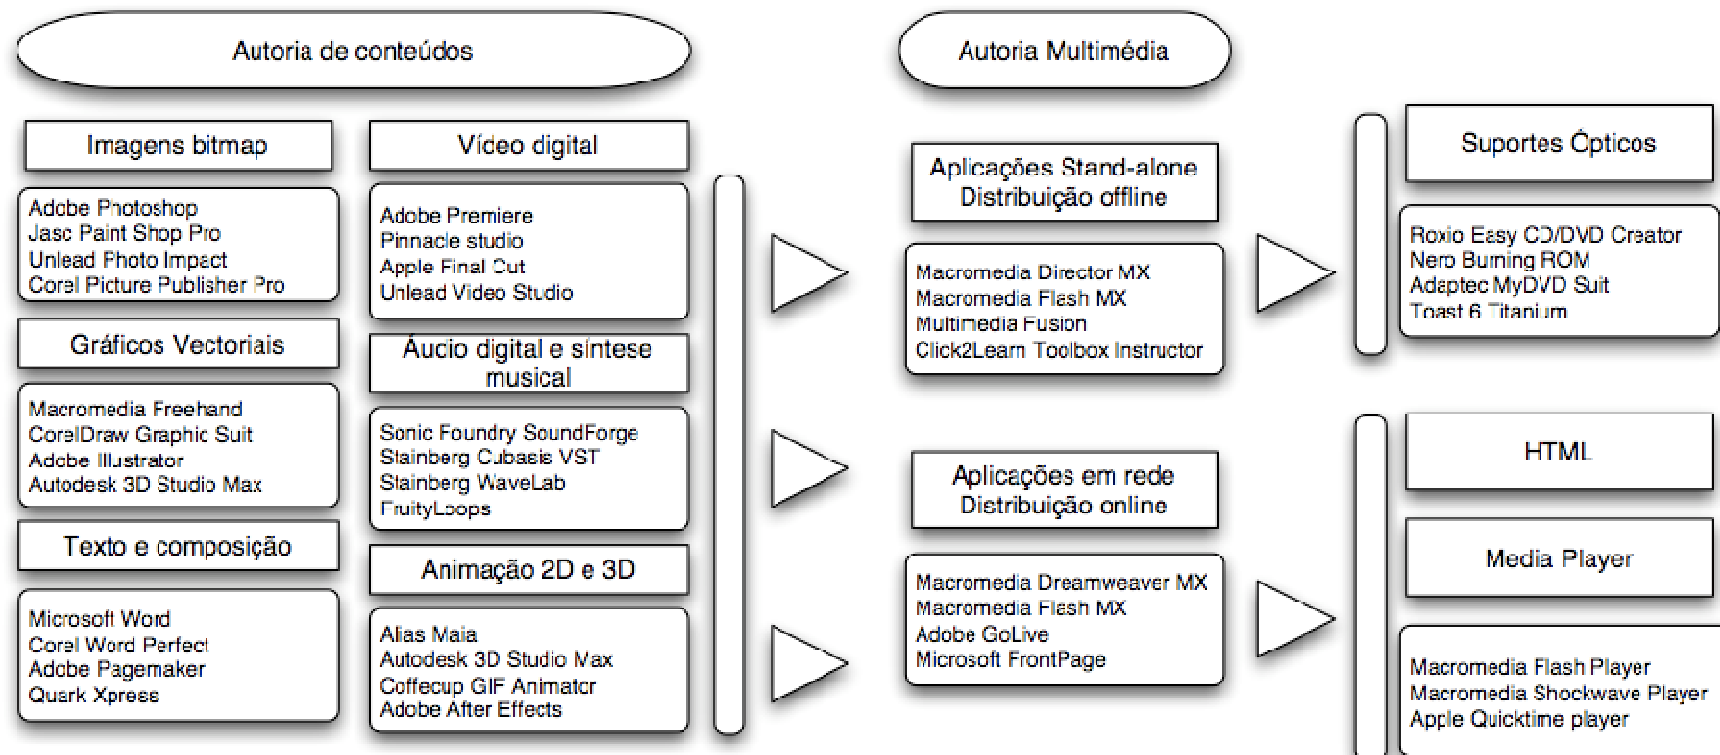 Autoria de conteúdos
Imagens bitmap
Adobe Photoshop
Jasc Paint Shop Pro
Unlead Photo Impact
Corel Picture Publisher Pro
Gráficos Vectoriais
Macromedia Freehand
CorelDraw Graphic Suit
Adobe Illustrator
Autodesk 3D Studio Max
Texto e composição
Microsoft Word
Corel Word Perfect
Adobe Pagemaker
Quark Xpress
Vídeo digital
Adobe Premiere
Pinnacle studio
Apple Final Cut
Unlead Video Studio
Áudio digital e síntese
musical
Sonic Foundry SoundForge
Stainberg Cubasis VST
Stainberg WaveLab
FruityLoops
Animação 2D e 3D
Alias Maia
Autodesk 3D Studio Max
Coffecup GIF Animator
Adobe After Effects
Autoria Multimédia
Aplicações Stand-alone
Distribuição offline
Macromedia Director MX
Macromedia Flash MX
Multimedia Fusion
Click2Learn Toolbox Instructor
Aplicações em rede
Distribuição online
Macromedia Dreamweaver MX
Macromedia Flash MX
Adobe GoLive
Microsoft FrontPage
Suportes Ópticos
Roxio Easy CD/DVD Creator
Nero Burning ROM
Adaptec MyDVD Suit
Toast 6 Titanium
HTML
Media Player
Macromedia Flash Player
Macromedia Shockwave Player
Apple Quicktime player